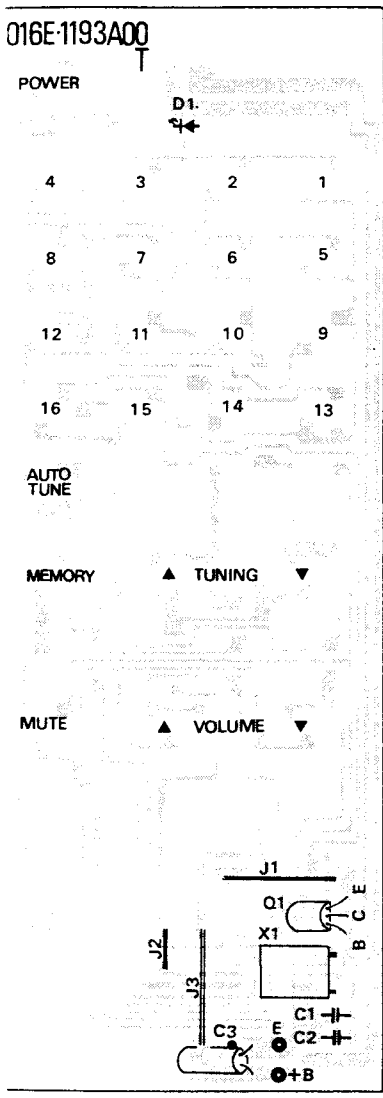 016E-1193A00
T
POWER
D1.
4 3 2 1
8 7 6 5
12 11 10 9
16 15 14 13
AUTO
TUNE
MEMORY ▲ TUNING ▼
MUTE ▲ VOLUME ▼
J1
Q1
E
C
B
X1
J2
J3
C1
C2
C3
E
+B